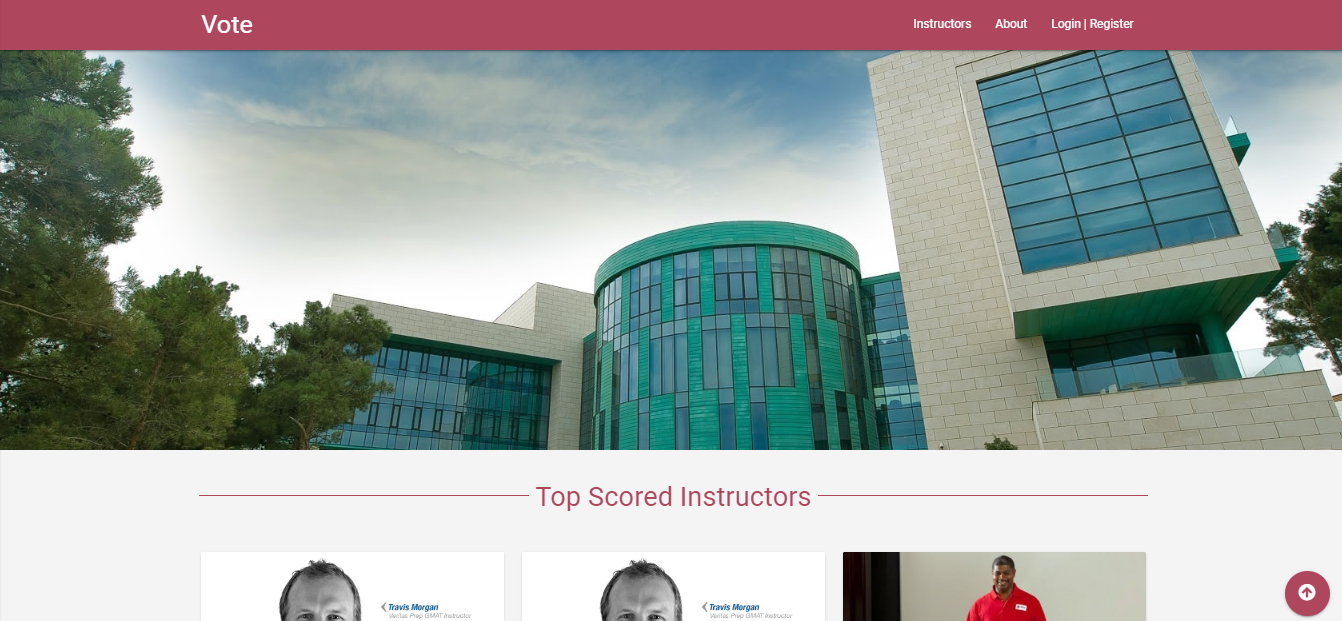 Vote
Instructors
About
Login | Register
Top Scored Instructors
Travis Morgan
Veritas Prep GMAT Instructor
Travis Morgan
Veritas Prep GMAT Instructor